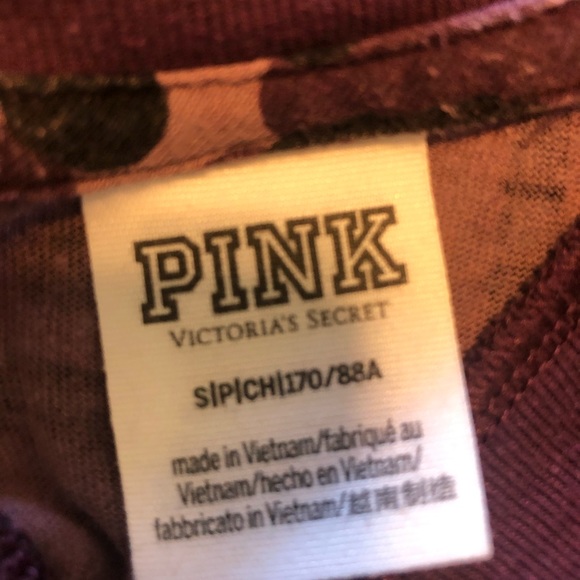 PINK
VICTORIA'S SECRET
S|P|CH|170/88A
made in Vietnam/fabriqué au
Vietnam/hecho en Vietnam/
fabbricato in Vietnam/越南制造